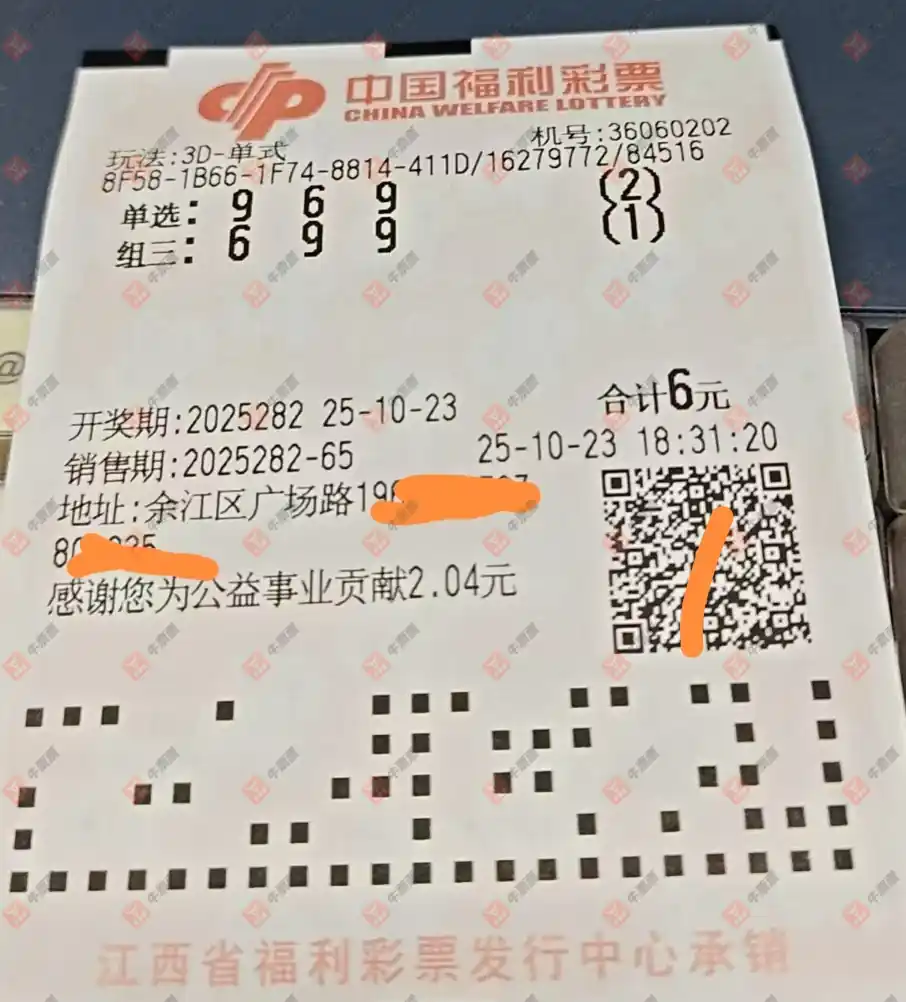 中国福利彩票
CHINA WELFARE LOTTERY
玩法:3D-单式 机号:36060202
8F58-1B66-1F74-8814-411D/16279772/84516
单选: 9 6 9 (2)
组三: 6 9 9 (1)
合计6元
开奖期:2025282 25-10-23
销售期:2025282-65 25-10-23 18:31:20
地址:余江区广场路19
感谢您为公益事业贡献2.04元
江西省福利彩票发行中心承销
@